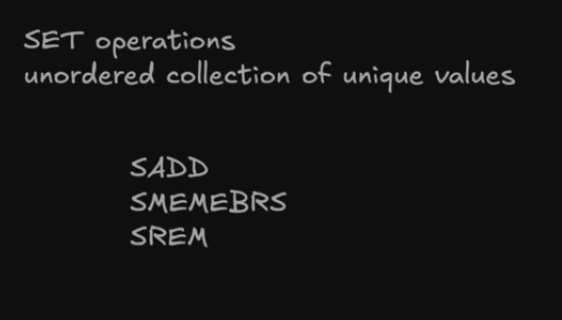 SET operations
unordered collection of unique values
SADD
SMEMEBRS
SREM